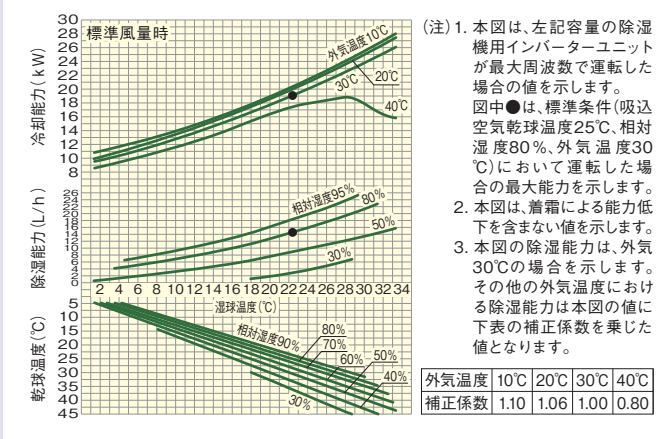 標準風量時
冷却能力(kW)
30
28
26
24
22
20
18
16
14
12
10
8
外気温度10℃
20℃
30℃
40℃
除湿能力(L/h)
26
24
22
20
18
16
14
12
10
8
6
4
2
0
相対湿度95%
80%
50%
30%
2 4 6 8 10 12 14 16 18 20 22 24 26 28 30 32 34
湿球温度(℃)
乾球温度(℃)
5
10
15
20
25
30
35
40
45
相対湿度90%
80%
70%
60%
50%
40%
30%
(注)1. 本図は、左記容量の除湿
機用インバーターユニット
が最大周波数で運転した
場合の値を示します。
図中●は、標準条件(吸込
空気乾球温度25℃、相対
湿度80%、外気温度30
℃)において運転した場
合の最大能力を示します。
2. 本図は、着霜による能力低
下を含まない値を示します。
3. 本図の除湿能力は、外気
30℃の場合を示します。
その他の外気温度におけ
る除湿能力は本図の値に
下表の補正係数を乗じた
値となります。
外気温度 10℃ 20℃ 30℃ 40℃
補正係数 1.10 1.06 1.00 0.80